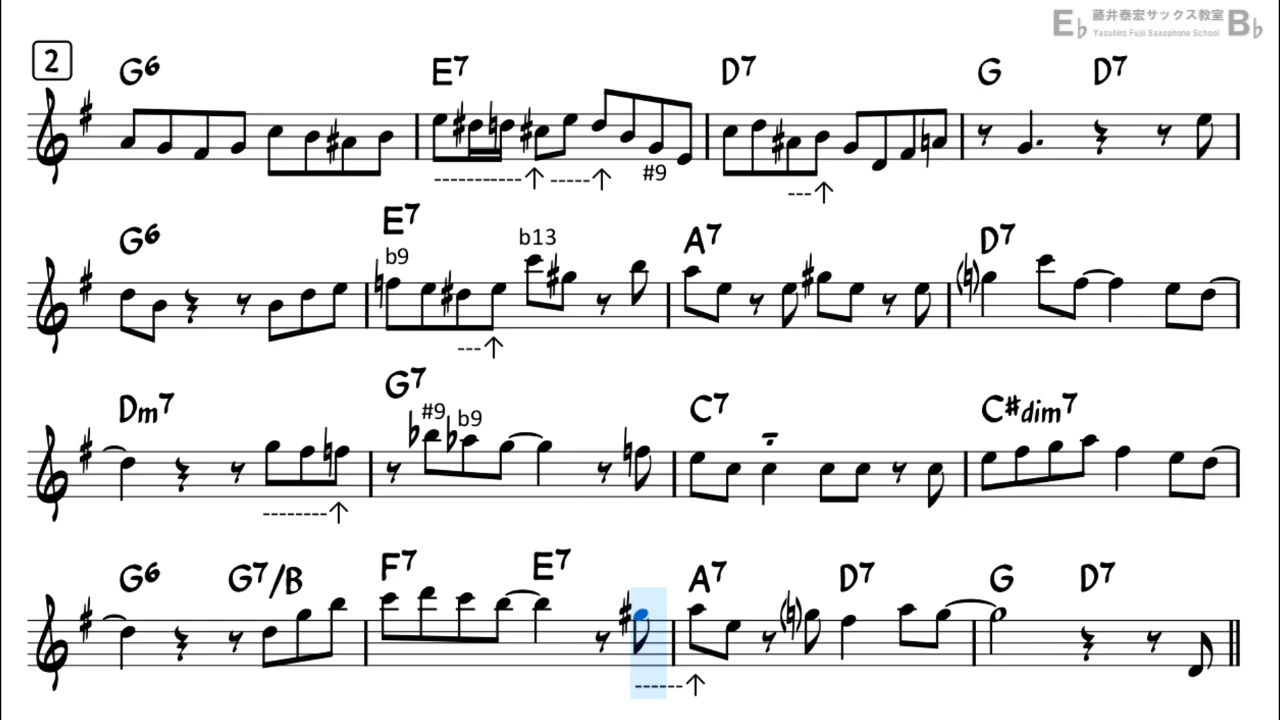 E♭ 藤井泰宏サックス教室 B♭
Yasuhiro Fujii Saxophone School
2
G6 E7 D7 G D7
#9
G6 E7 A7 D7
b9 b13
Dm7 G7 C7 C#dim7
#9 b9
G6 G7/B F7 E7 A7 D7 G D7